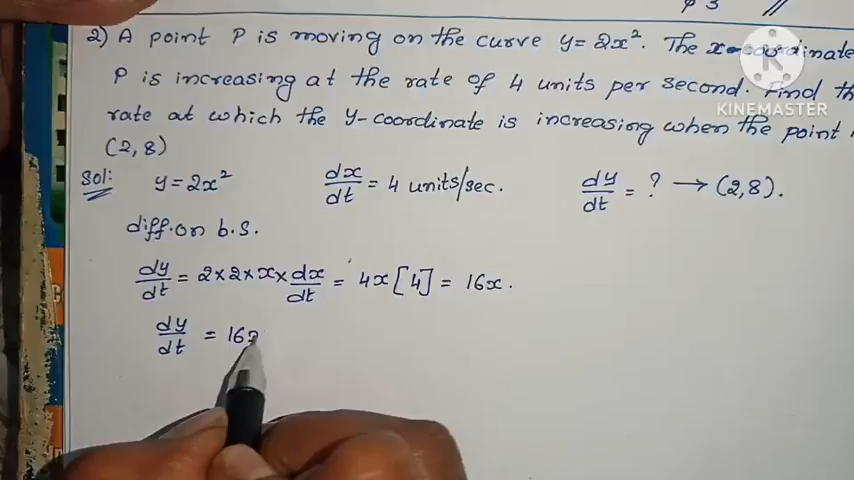 2) A point P is moving on the curve y = 2x². The x-coordinate
P is increasing at the rate of 4 units per second. Find
rate at which the y-coordinate is increasing when the point
(2,8)
Sol: y = 2x² dx/dt = 4 units/sec. dy/dt = ? → (2,8).
diff. on b.s.
dy/dt = 2×2×x×dx/dt = 4x[4] = 16x.
dy/dt = 16x
KINEMASTER